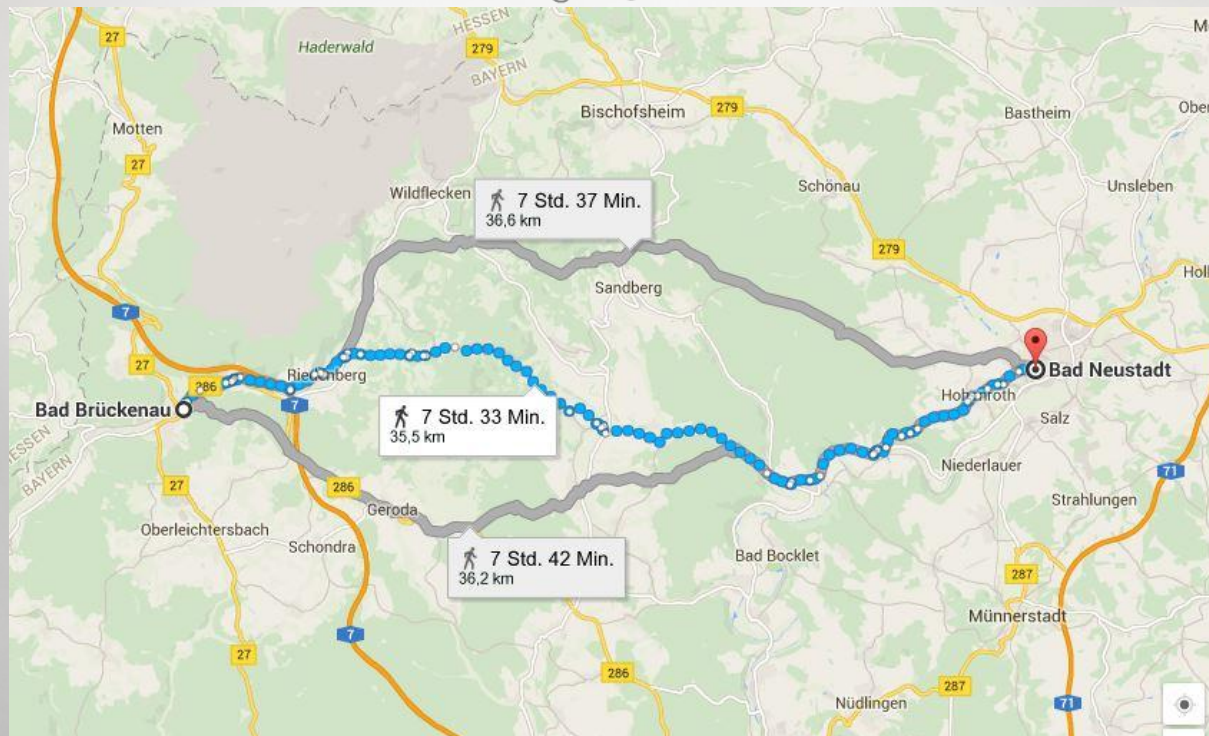 27
HESSEN
279
BAYERN
Haderwald
Motten
27
Bischofsheim
279
Bastheim
Wildflecken
Schönau
Unsleben
7 Std. 37 Min.
36,6 km
279
Sandberg
7
27
286
Riedenberg
7
Bad Brückenau
7 Std. 33 Min.
35,5 km
Bad Neustadt
Hohenroth
Salz
HESSEN
BAYERN
27
286
Geroda
Niederlauer
71
Strahlungen
Oberleichtersbach
Schondra
7 Std. 42 Min.
36,2 km
Bad Bocklet
287
Münnerstadt
7
27
286
287
Nüdlingen
71